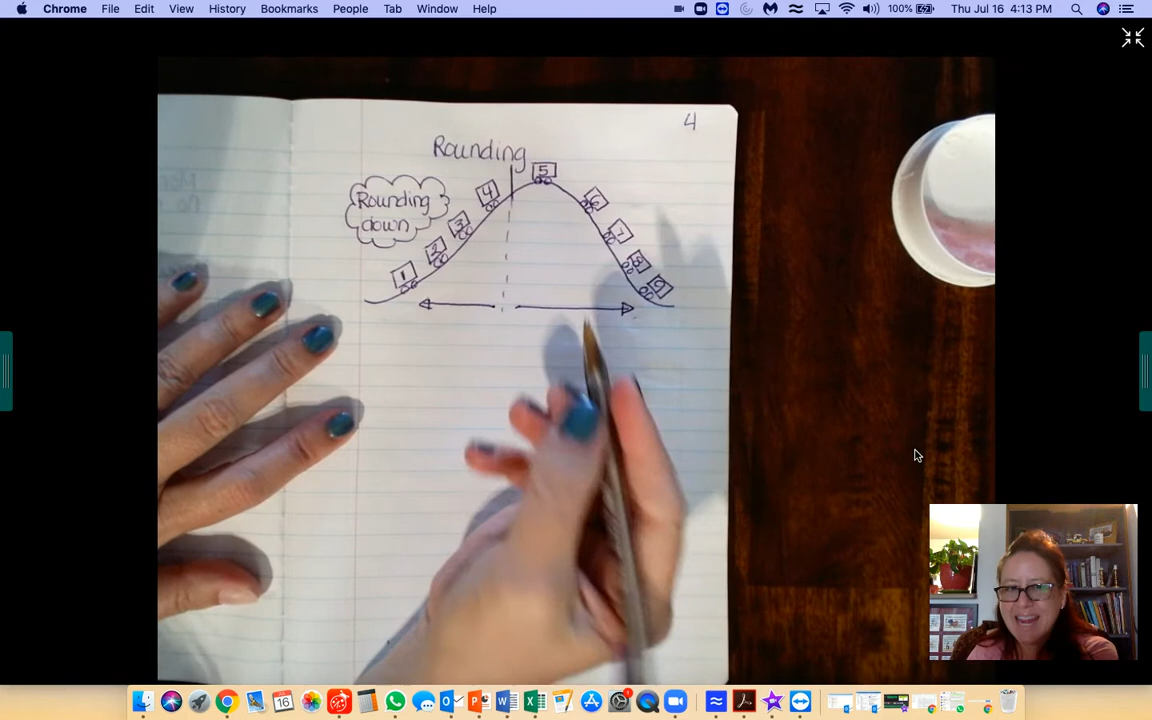 Chrome File Edit View History Bookmarks People Tab Window Help 100% Thu Jul 16 4:13 PM
4
Rounding
5
4 6
Rounding
down
3 7
2 8
1 9
16